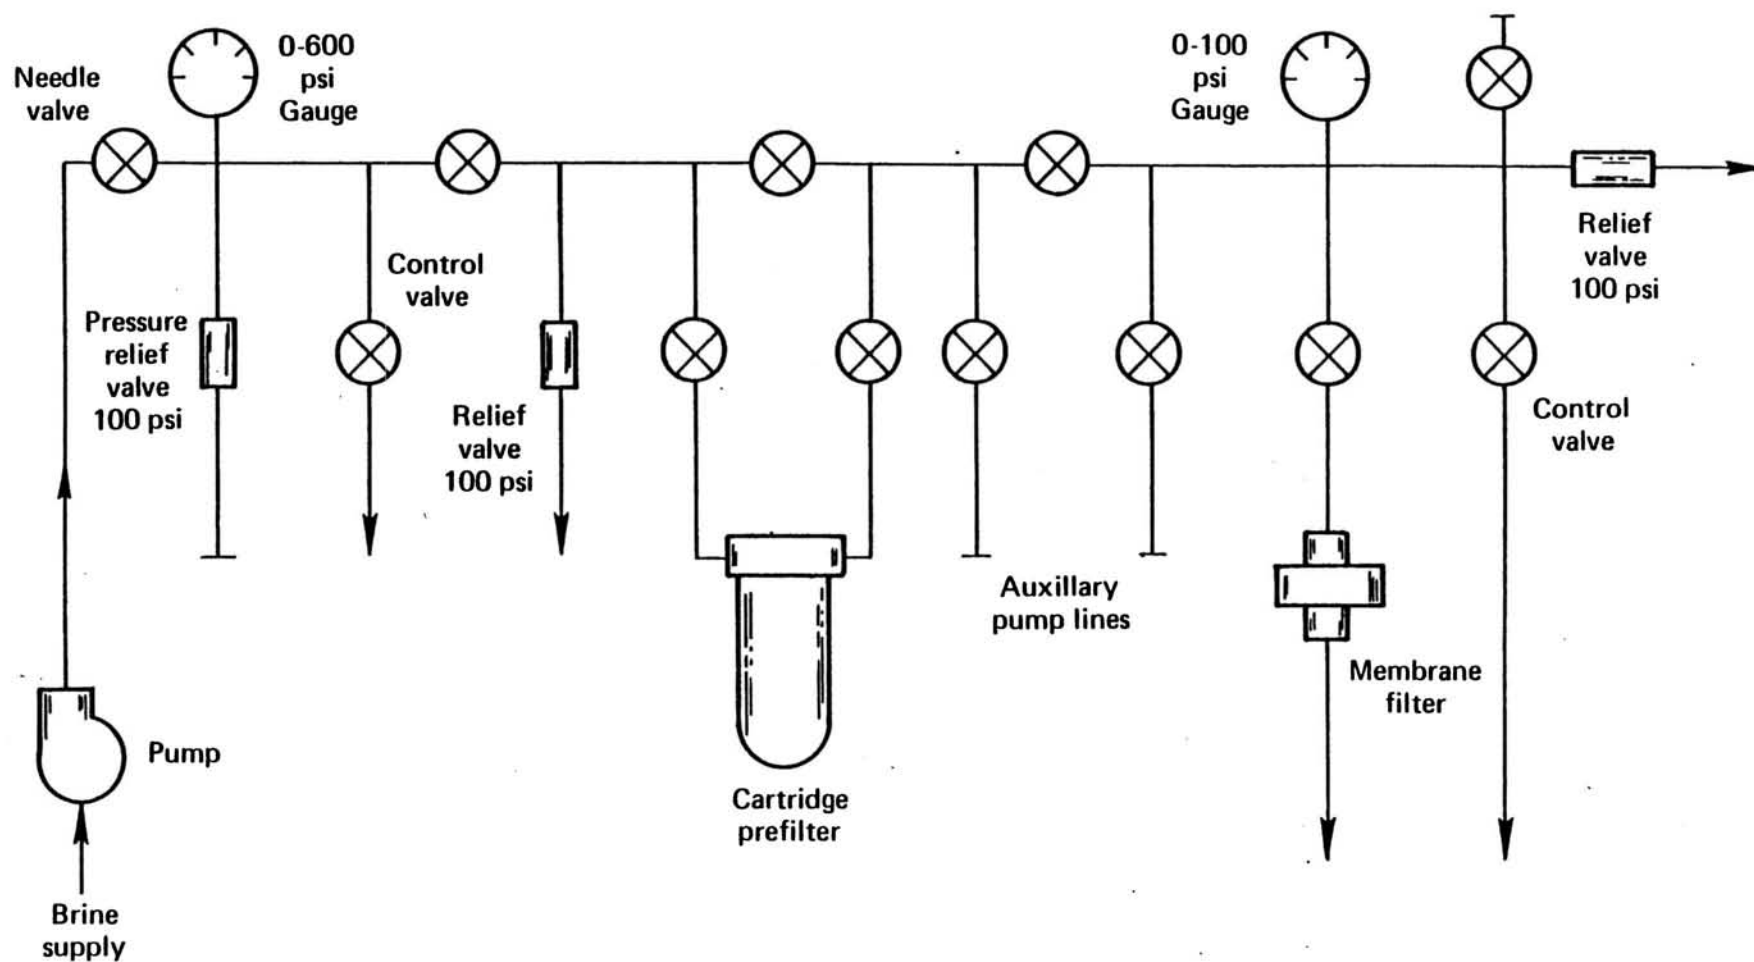 Needle
valve
0-600
psi
Gauge
0-100
psi
Gauge
Control
valve
Relief
valve
100 psi
Pressure
relief
valve
100 psi
Relief
valve
100 psi
Control
valve
Auxillary
pump lines
Membrane
filter
Pump
Cartridge
prefilter
Brine
supply